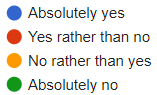 Absolutely yes
Yes rather than no
No rather than yes
Absolutely no